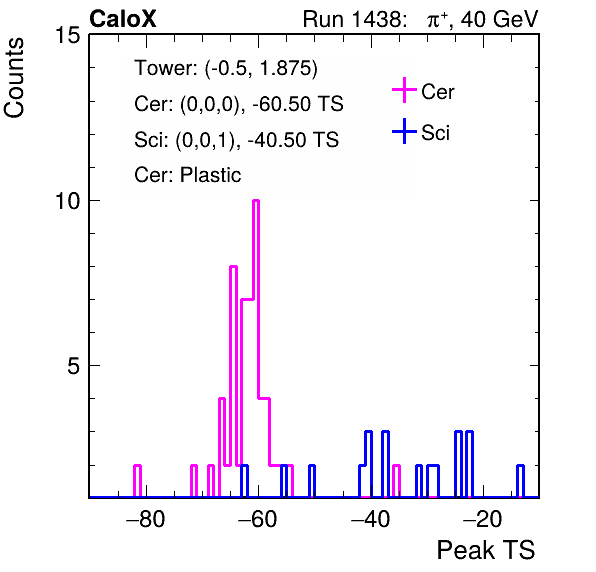 CaloX Run 1438: π⁺, 40 GeV
Counts
15
10
5
Tower: (-0.5, 1.875)
Cer: (0,0,0), -60.50 TS
Sci: (0,0,1), -40.50 TS
Cer: Plastic
Cer
Sci
−80 −60 −40 −20
Peak TS